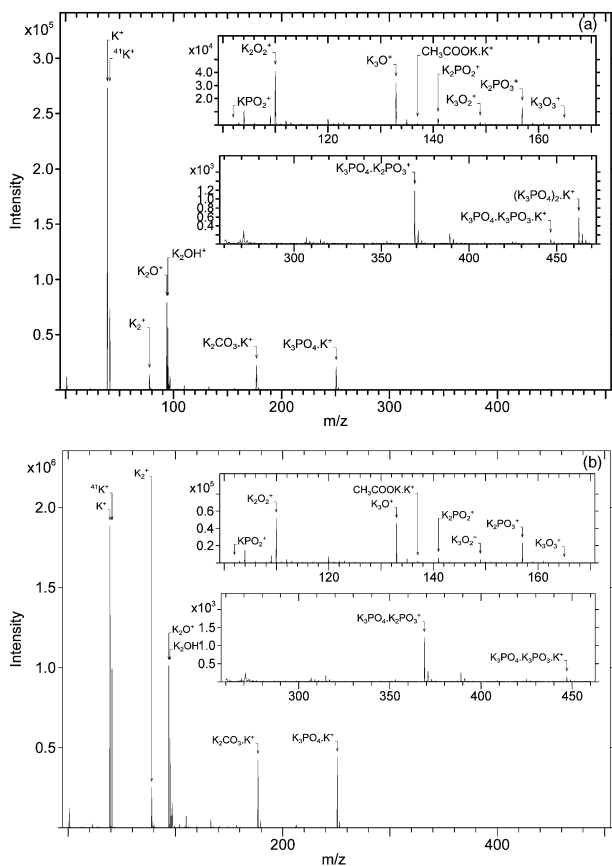 x10⁵
(a)
K⁺
⁴¹K⁺
3.0
2.5
2.0
1.5
1.0
0.5
Intensity
x10⁴
K₂O₂⁺
K₃O⁺
CH₃COOK.K⁺
K₂PO₂⁺
KPO₂⁺
K₃O₂⁺
K₂PO₃⁺
K₃O₃⁺
4.0
3.0
2.0
120
140
160
x10³
K₃PO₄.K₂PO₃⁺
(K₃PO₄)₂.K⁺
K₃PO₄.K₃PO₃.K⁺
1.2
0.8
0.4
300
350
400
450
K₂OH⁺
K₂O⁺
K₂⁺
K₂CO₃.K⁺
K₃PO₄.K⁺
100
200
300
400
m/z
x10⁶
(b)
K₂⁺
⁴¹K⁺
K⁺
2.0
1.5
1.0
0.5
Intensity
x10⁵
CH₃COOK.K⁺
K₂O₂⁺
K₃O⁺
K₂PO₂⁺
KPO₂⁺
K₃O₂⁺
K₂PO₃⁺
K₃O₃⁺
0.8
0.6
0.4
0.2
120
140
160
x10³
K₃PO₄.K₂PO₃⁺
K₃PO₄.K₃PO₃.K⁺
1.5
1.0
0.5
300
350
400
450
K₂O⁺
K₂OH⁺
K₂CO₃.K⁺
K₃PO₄.K⁺
200
400
m/z